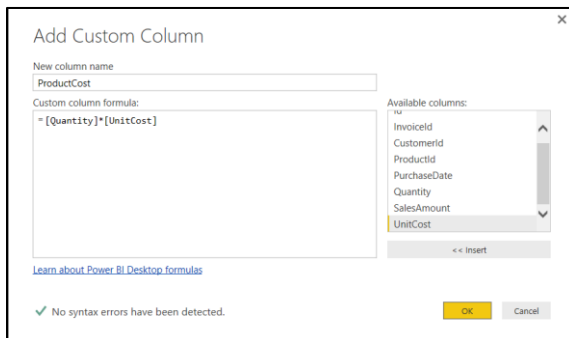 Add Custom Column
New column name
ProductCost
Custom column formula:
=[Quantity]*[UnitCost]
Available columns:
InvoiceId
CustomerId
ProductId
PurchaseDate
Quantity
SalesAmount
UnitCost
<< Insert
Learn about Power BI Desktop formulas
No syntax errors have been detected.
OK
Cancel